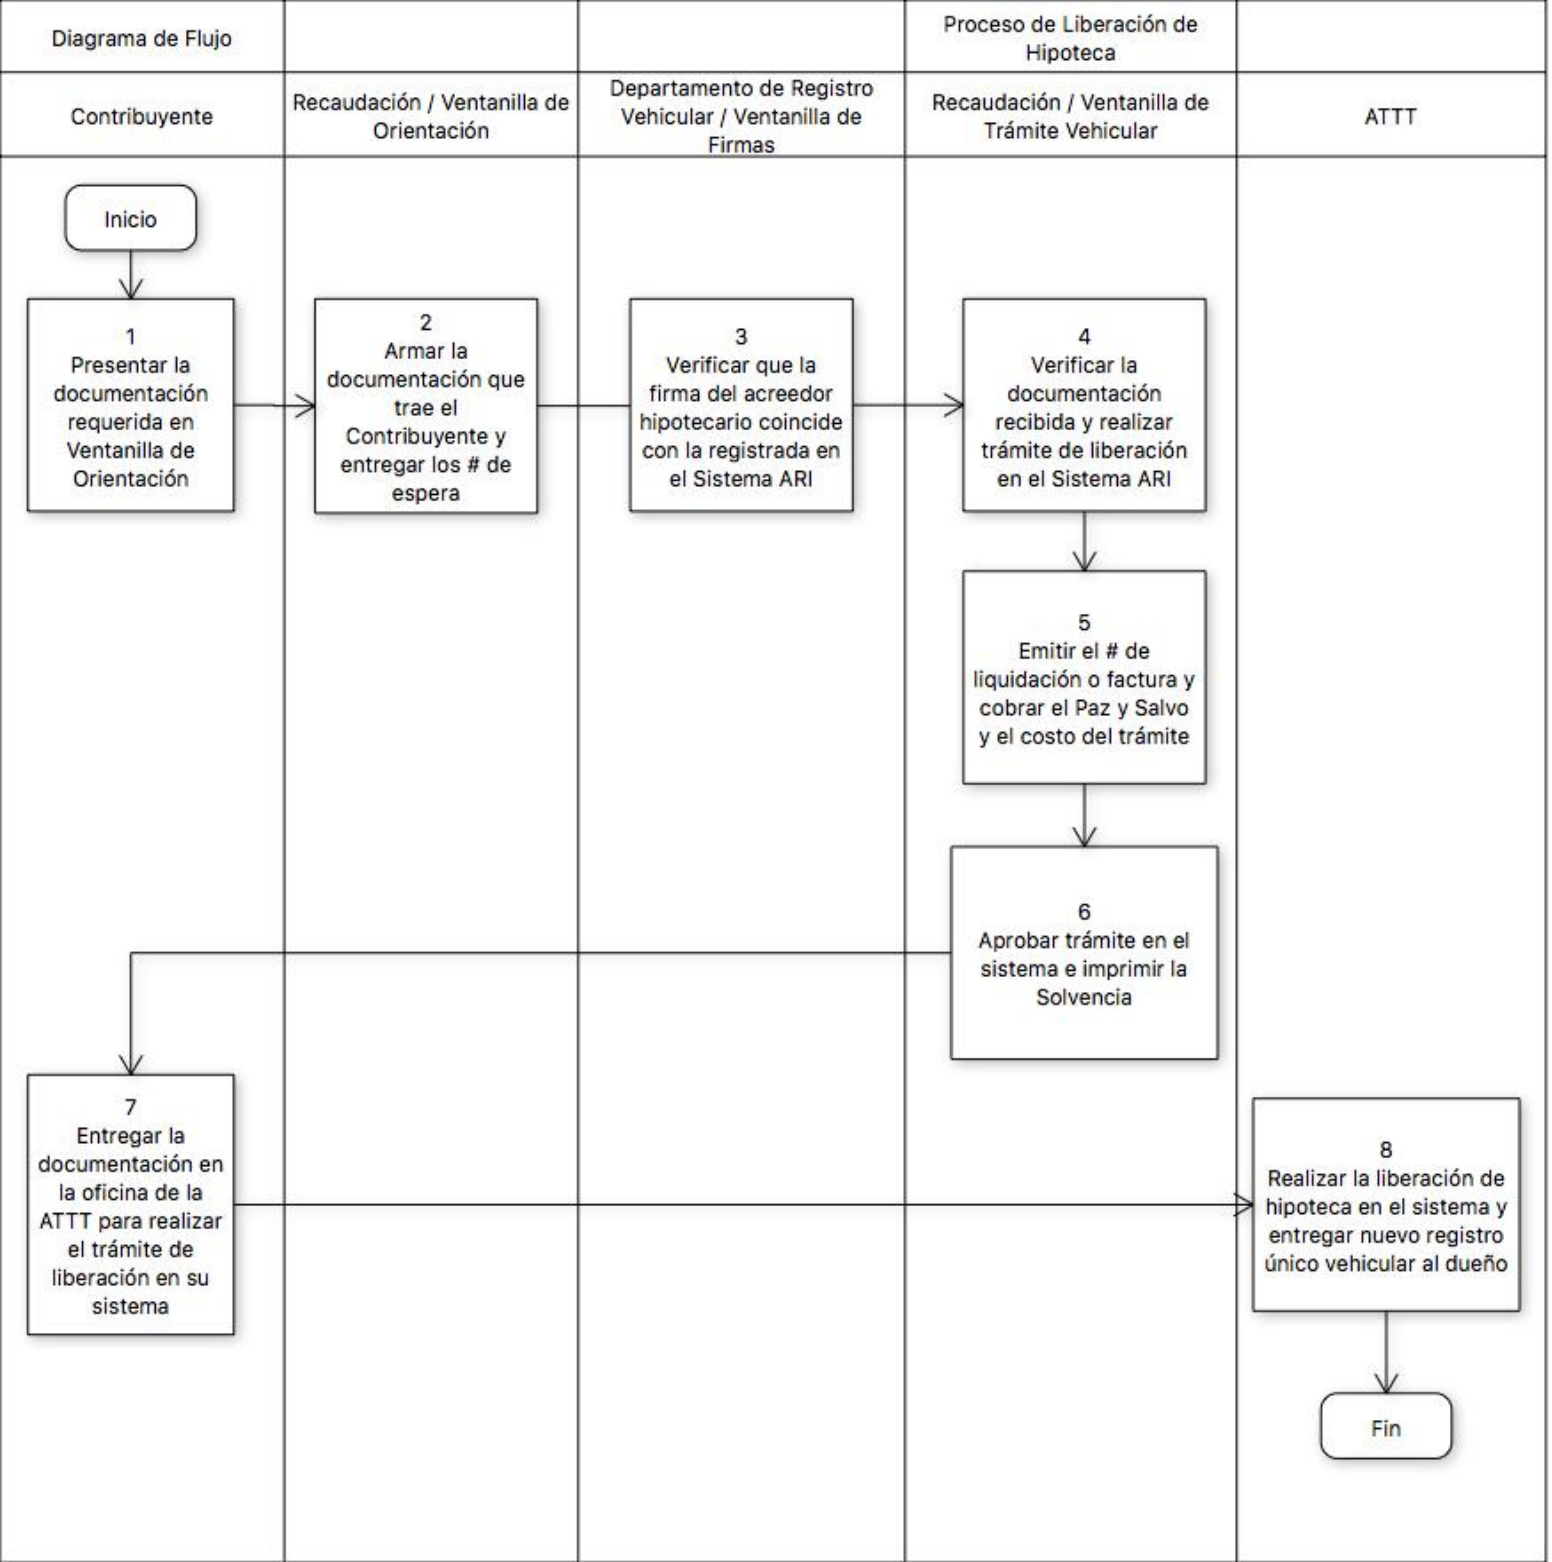 Diagrama de Flujo
Proceso de Liberación de
Hipoteca
Contribuyente
Recaudación / Ventanilla de
Orientación
Departamento de Registro
Vehicular / Ventanilla de
Firmas
Recaudación / Ventanilla de
Trámite Vehicular
ATTT
Inicio
1
Presentar la
documentación
requerida en
Ventanilla de
Orientación
2
Armar la
documentación que
trae el
Contribuyente y
entregar los # de
espera
3
Verificar que la
firma del acreedor
hipotecario coincide
con la registrada en
el Sistema ARI
4
Verificar la
documentación
recibida y realizar
trámite de liberación
en el Sistema ARI
5
Emitir el # de
liquidación o factura y
cobrar el Paz y Salvo
y el costo del trámite
6
Aprobar trámite en el
sistema e imprimir la
Solvencia
7
Entregar la
documentación en
la oficina de la
ATTT para realizar
el trámite de
liberación en su
sistema
8
Realizar la liberación de
hipoteca en el sistema y
entregar nuevo registro
único vehicular al dueño
Fin